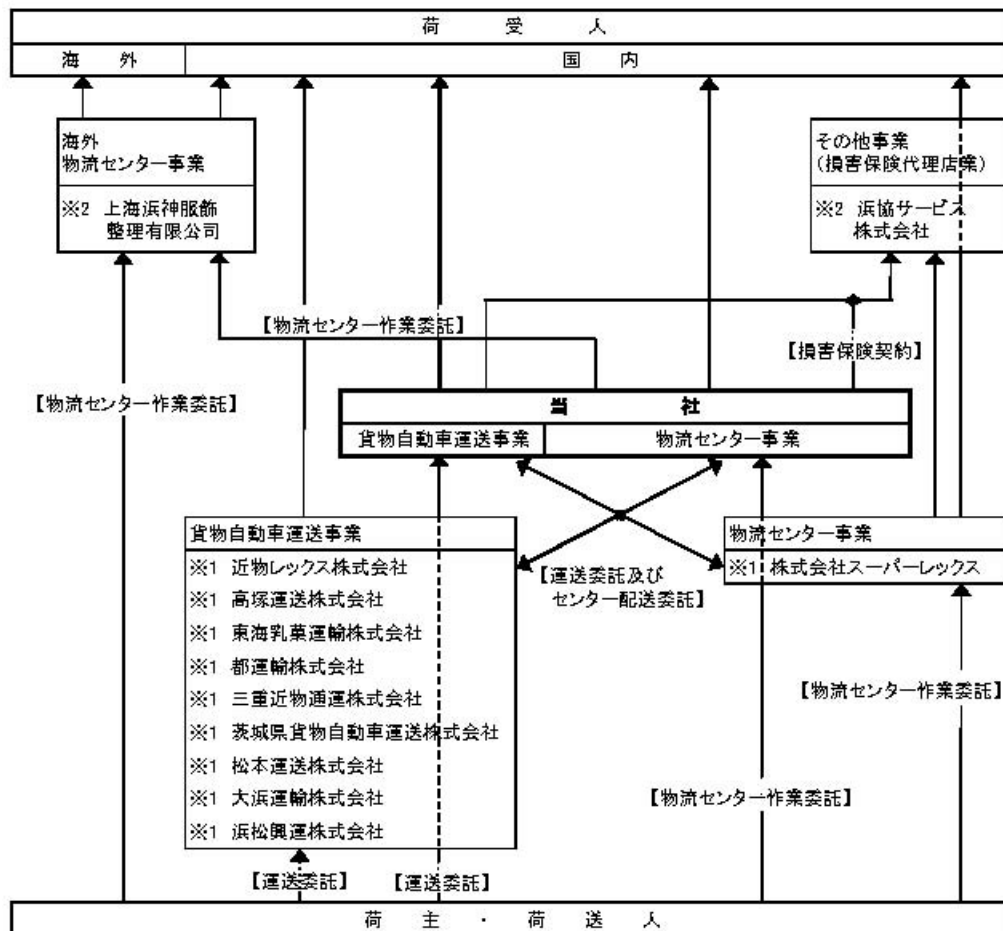 荷受人
海外
国内
海外
物流センター事業
※2 上海浜神服飾
整理有限公司
その他事業
(損害保険代理店業)
※2 浜協サービス
株式会社
【物流センター作業委託】
【損害保険契約】
【物流センター作業委託】
当社
貨物自動車運送事業
物流センター事業
貨物自動車運送事業
※1 近物レックス株式会社
※1 高塚運送株式会社
※1 東海乳菓運輸株式会社
※1 都運輸株式会社
※1 三重近物通運株式会社
※1 茨城県貨物自動車運送株式会社
※1 松本運送株式会社
※1 大浜運輸株式会社
※1 浜松興運株式会社
【運送委託及び
センター配送委託】
物流センター事業
※1 株式会社スーパーレックス
【物流センター作業委託】
【物流センター作業委託】
【運送委託】
【運送委託】
荷主・荷送人